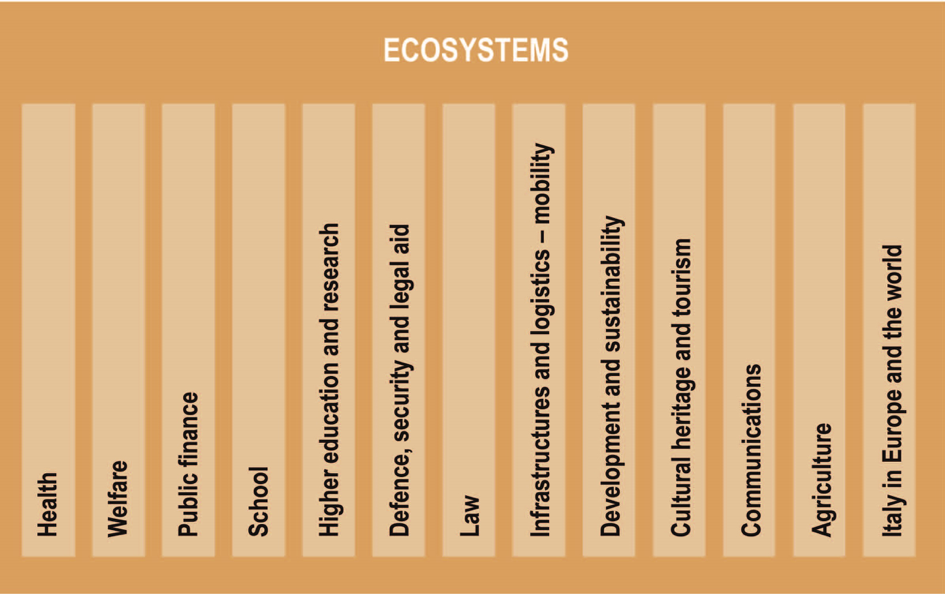 ECOSYSTEMS
Health
Welfare
Public finance
School
Higher education and research
Defence, security and legal aid
Law
Infrastructures and logistics – mobility
Development and sustainability
Cultural heritage and tourism
Communications
Agriculture
Italy in Europe and the world